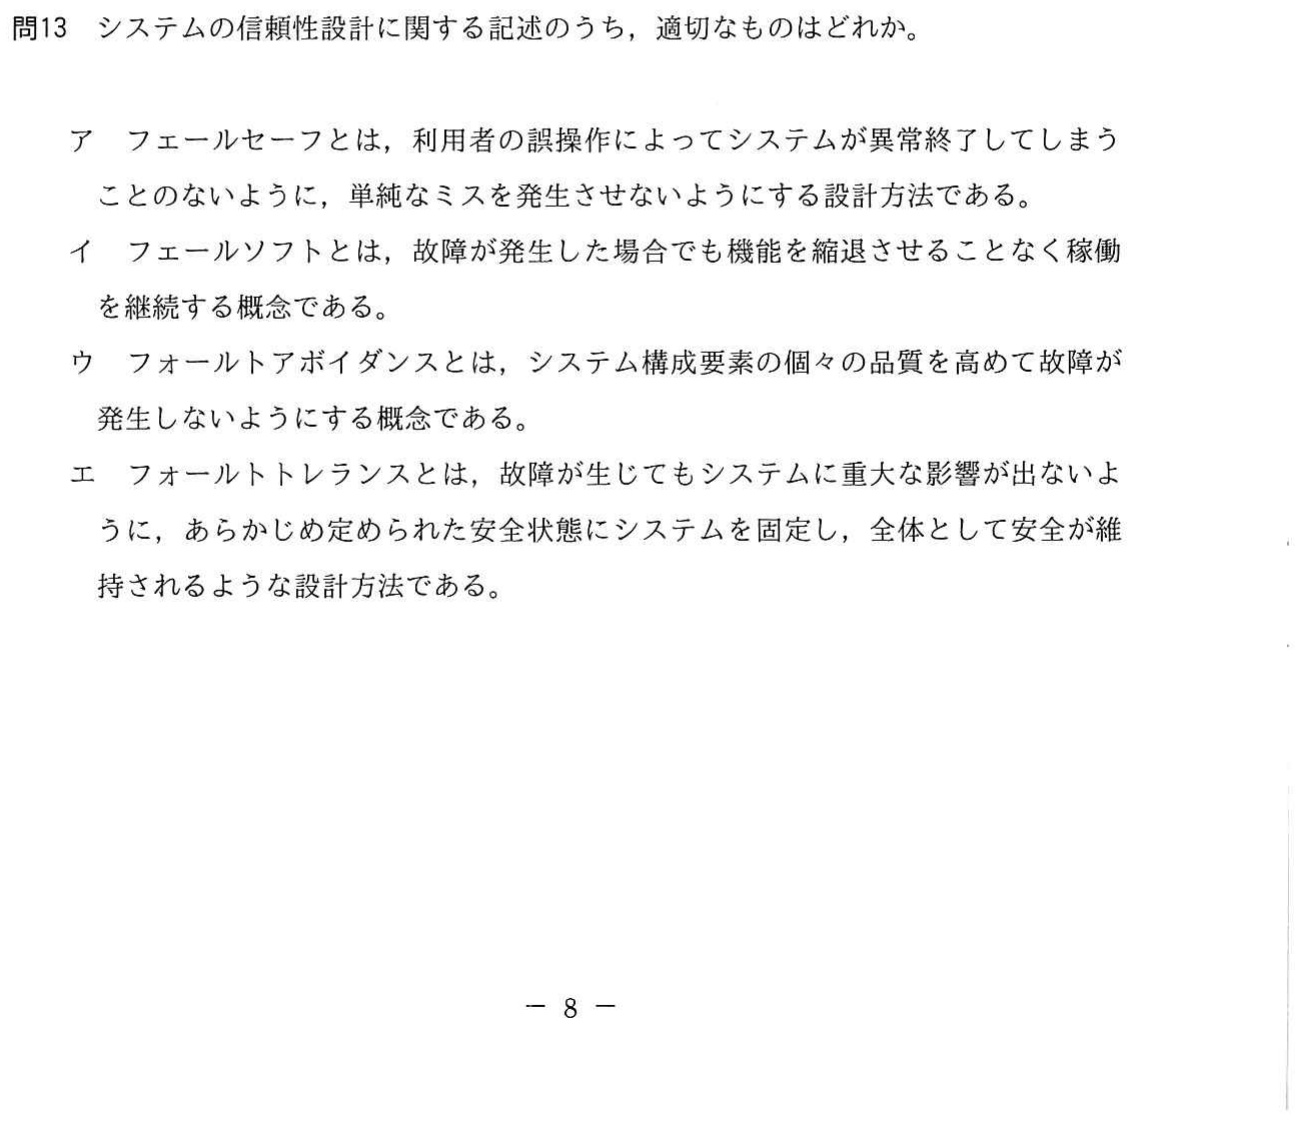 問13　システムの信頼性設計に関する記述のうち，適切なものはどれか。
ア　フェールセーフとは，利用者の誤操作によってシステムが異常終了してしまう
ことのないように，単純なミスを発生させないようにする設計方法である。
イ　フェールソフトとは，故障が発生した場合でも機能を縮退させることなく稼働
を継続する概念である。
ウ　フォールトアボイダンスとは，システム構成要素の個々の品質を高めて故障が
発生しないようにする概念である。
エ　フォールトトレランスとは，故障が生じてもシステムに重大な影響が出ないよ
うに，あらかじめ定められた安全状態にシステムを固定し，全体として安全が維
持されるような設計方法である。
－ 8 －